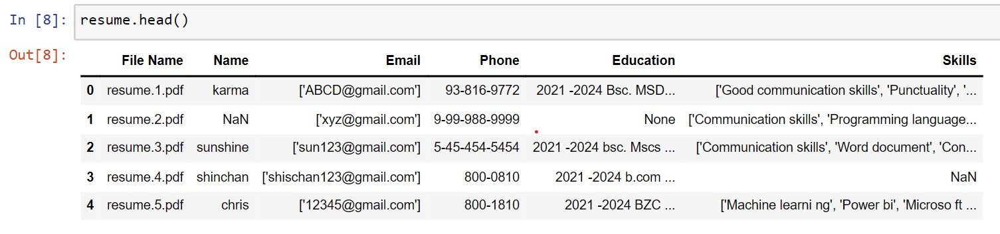 In [8]: resume.head()
Out[8]:
File Name Name Email Phone Education Skills
0 resume.1.pdf karma ['ABCD@gmail.com'] 93-816-9772 2021 -2024 Bsc. MSD... ['Good communication skills', 'Punctuality', '...
1 resume.2.pdf NaN ['xyz@gmail.com'] 9-99-988-9999 None ['Communication skills', 'Programming language...
2 resume.3.pdf sunshine ['sun123@gmail.com'] 5-45-454-5454 2021 -2024 bsc. Mscs ... ['Communication skills', 'Word document', 'Con...
3 resume.4.pdf shinchan ['shischan123@gmail.com'] 800-0810 2021 -2024 b.com ... NaN
4 resume.5.pdf chris ['12345@gmail.com'] 800-1810 2021 -2024 BZC ... ['Machine learni ng', 'Power bi', 'Microso ft ...